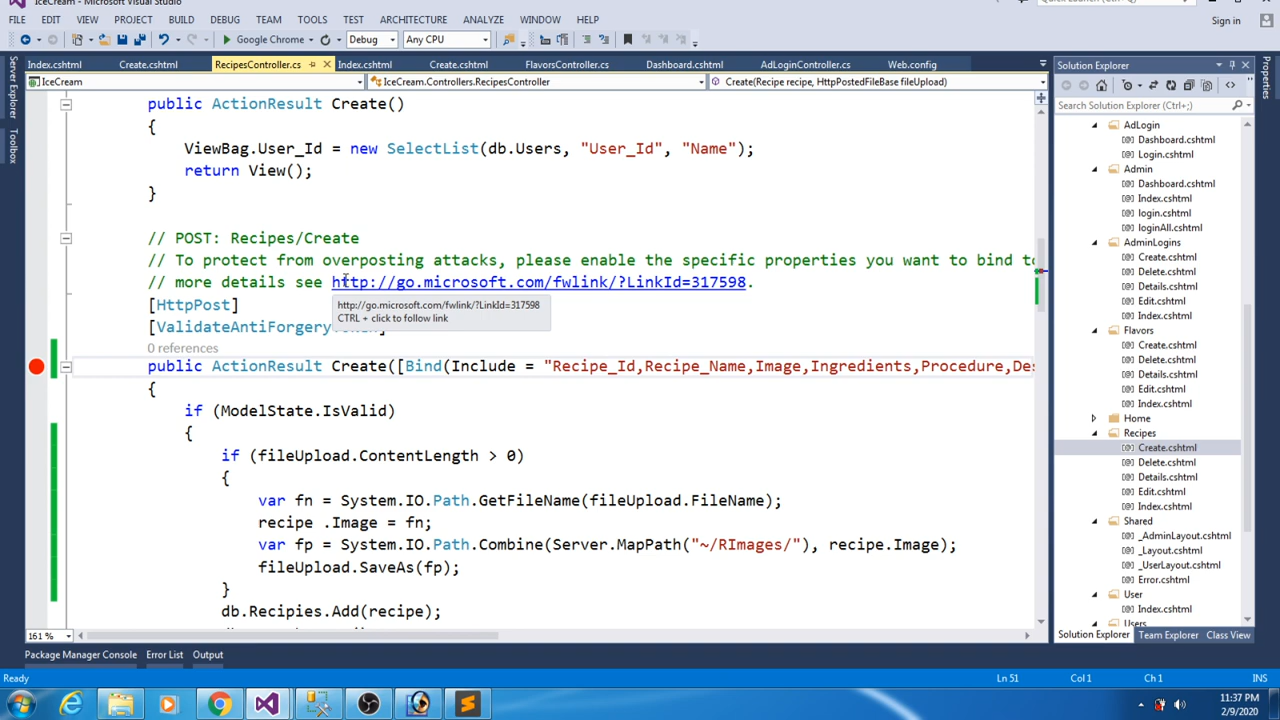 IceCream - Microsoft Visual Studio
Quick Launch (Ctrl+Q)
FILE EDIT VIEW PROJECT BUILD DEBUG TEAM TOOLS TEST ARCHITECTURE ANALYZE WINDOW HELP Sign in
Google Chrome Debug Any CPU
Index.cshtml Create.cshtml RecipesController.cs Index.cshtml Create.cshtml FlavorsController.cs Dashboard.cshtml AdLoginController.cs Web.config
IceCream IceCream.Controllers.RecipesController Create(Recipe recipe, HttpPostedFileBase fileUpload)
Server Explorer
Toolbox
public ActionResult Create()
{
ViewBag.User_Id = new SelectList(db.Users, "User_Id", "Name");
return View();
}
// POST: Recipes/Create
// To protect from overposting attacks, please enable the specific properties you want to bind to
// more details see http://go.microsoft.com/fwlink/?LinkId=317598.
[HttpPost]
http://go.microsoft.com/fwlink/?LinkId=317598
CTRL + click to follow link
[ValidateAntiForgeryToken]
0 references
public ActionResult Create([Bind(Include = "Recipe_Id,Recipe_Name,Image,Ingredients,Procedure,Des
{
if (ModelState.IsValid)
{
if (fileUpload.ContentLength > 0)
{
var fn = System.IO.Path.GetFileName(fileUpload.FileName);
recipe .Image = fn;
var fp = System.IO.Path.Combine(Server.MapPath("~/RImages/"), recipe.Image);
fileUpload.SaveAs(fp);
}
db.Recipies.Add(recipe);
161 %
Solution Explorer
Search Solution Explorer (Ctrl+;)
AdLogin
Dashboard.cshtml
Login.cshtml
Admin
Dashboard.cshtml
Index.cshtml
login.cshtml
loginAll.cshtml
AdminLogins
Create.cshtml
Delete.cshtml
Details.cshtml
Edit.cshtml
Index.cshtml
Flavors
Create.cshtml
Delete.cshtml
Details.cshtml
Edit.cshtml
Index.cshtml
Home
Recipes
Create.cshtml
Delete.cshtml
Details.cshtml
Edit.cshtml
Index.cshtml
Shared
_AdminLayout.cshtml
_Layout.cshtml
_UserLayout.cshtml
Error.cshtml
User
Index.cshtml
Users
Solution Explorer Team Explorer Class View
Properties
Package Manager Console Error List Output
Ready Ln 51 Col 1 Ch 1 INS
11:37 PM
2/9/2020